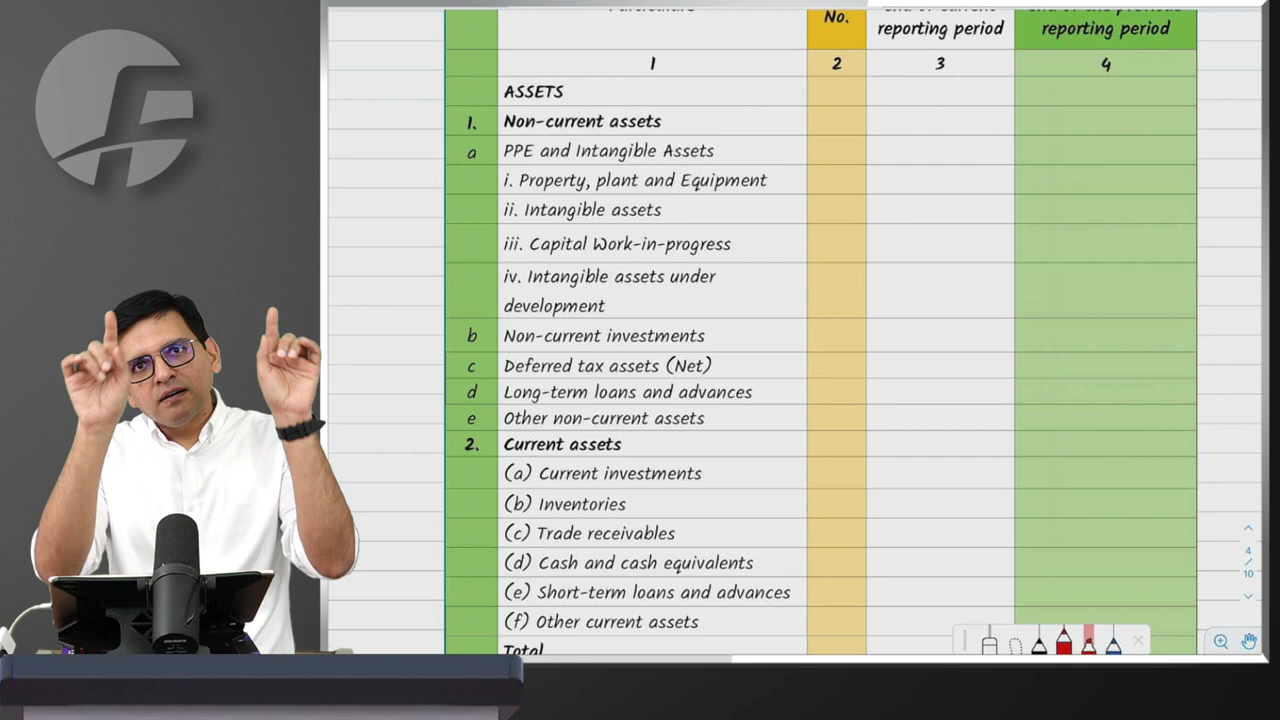 No.
reporting period
reporting period
1
2
3
4
ASSETS
1. Non-current assets
a PPE and Intangible Assets
i. Property, plant and Equipment
ii. Intangible assets
iii. Capital Work-in-progress
iv. Intangible assets under
development
b Non-current investments
c Deferred tax assets (Net)
d Long-term loans and advances
e Other non-current assets
2. Current assets
(a) Current investments
(b) Inventories
(c) Trade receivables
(d) Cash and cash equivalents
(e) Short-term loans and advances
(f) Other current assets
Total
4
/
10